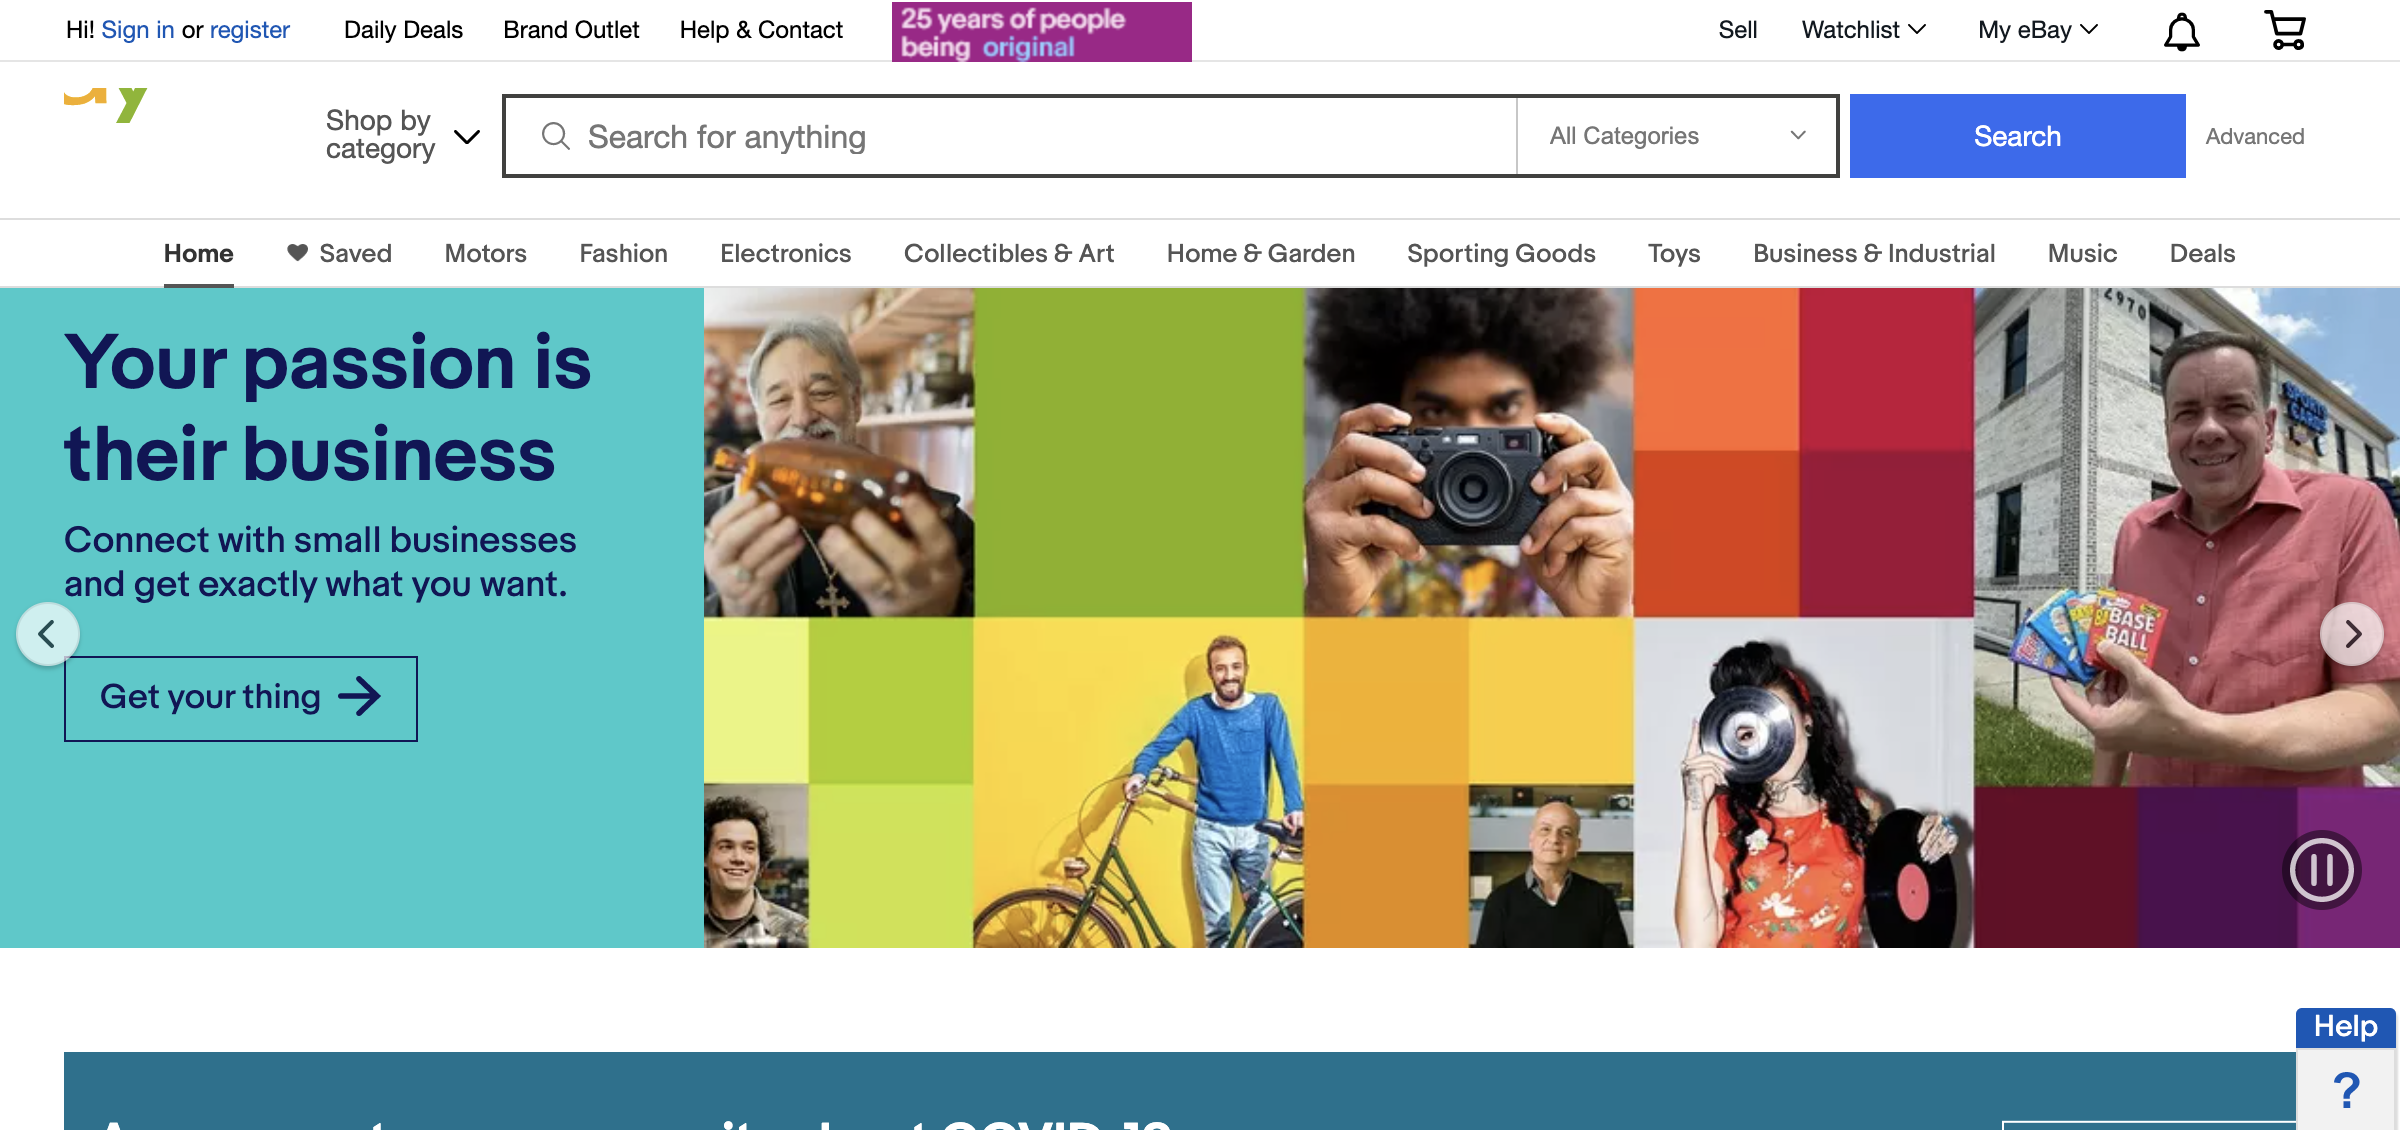 Hi! Sign in or register
Daily Deals
Brand Outlet
Help & Contact
25 years of people
being original
Sell
Watchlist
My eBay
Shop by
category
Search for anything
All Categories
Search
Advanced
Home
Saved
Motors
Fashion
Electronics
Collectibles & Art
Home & Garden
Sporting Goods
Toys
Business & Industrial
Music
Deals
Your passion is
their business
Connect with small businesses
and get exactly what you want.
Get your thing
2970
SPORTS
CARDS
BASE
BALL
Help
?
COVID-19